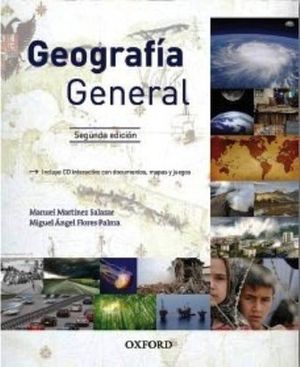 Geografía
General
Segunda edición
Incluye CD interactivo con documentos, mapas y juegos
Manuel Martínez Salazar
Miguel Ángel Flores Palma
OXFORD